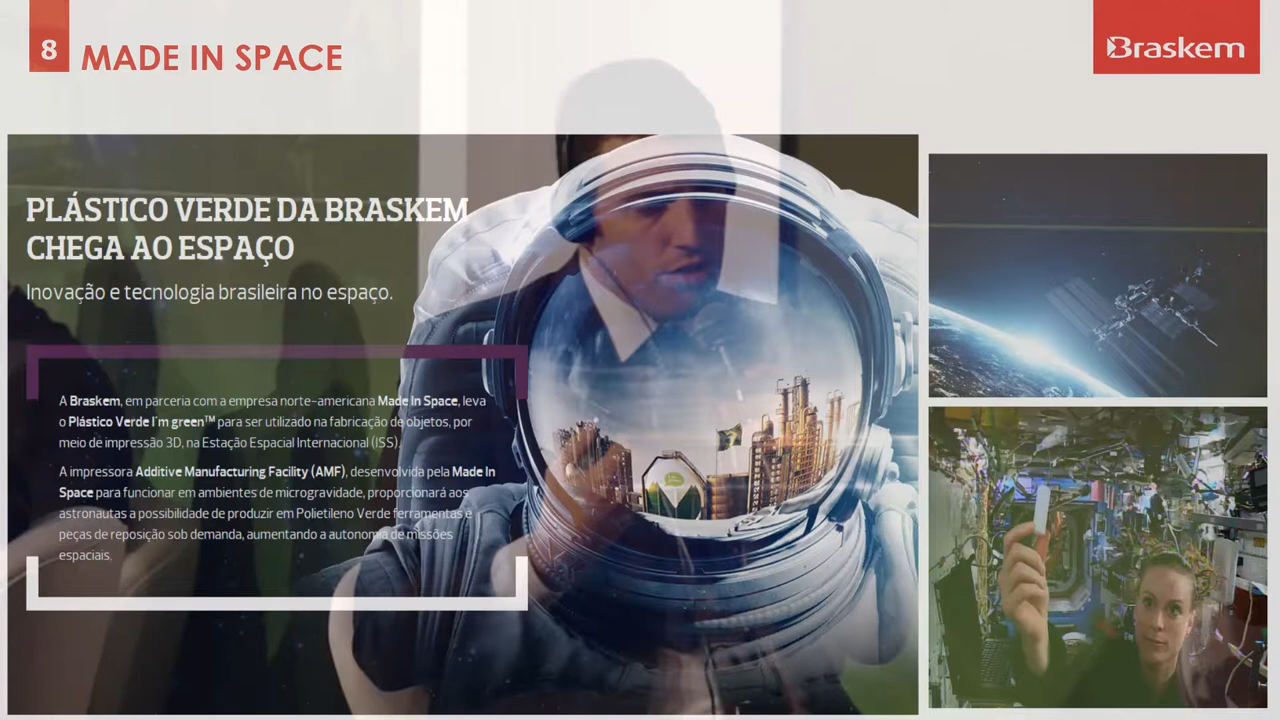 8
MADE IN SPACE
Braskem
PLÁSTICO VERDE DA BRASKEM
CHEGA AO ESPAÇO
Inovação e tecnologia brasileira no espaço.
A Braskem, em parceria com a empresa norte-americana Made In Space, leva
o Plástico Verde I'm green™ para ser utilizado na fabricação de objetos, por
meio de impressão 3D, na Estação Espacial Internacional (ISS).
A impressora Additive Manufacturing Facility (AMF), desenvolvida pela Made In
Space para funcionar em ambientes de microgravidade, proporcionará aos
astronautas a possibilidade de produzir em Polietileno Verde ferramentas e
peças de reposição sob demanda, aumentando a autonomia de missões
espaciais.